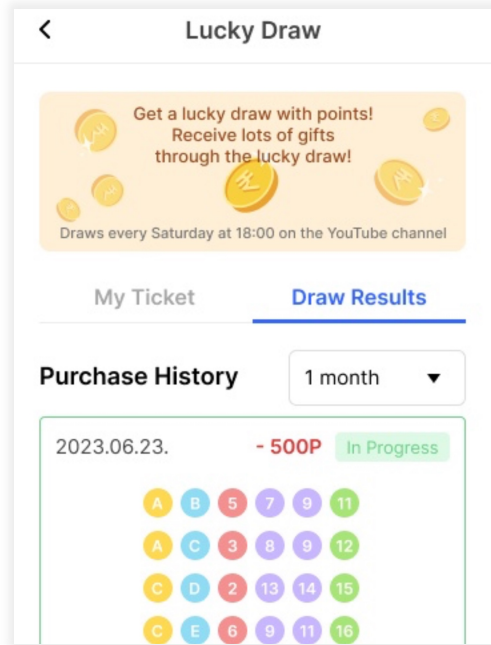 Lucky Draw
Get a lucky draw with points!
Receive lots of gifts
through the lucky draw!
Draws every Saturday at 18:00 on the YouTube channel
My Ticket Draw Results
Purchase History 1 month
2023.06.23. - 500P In Progress
A B 5 7 9 11
A C 3 8 9 12
C D 2 13 14 15
C E 6 9 11 16